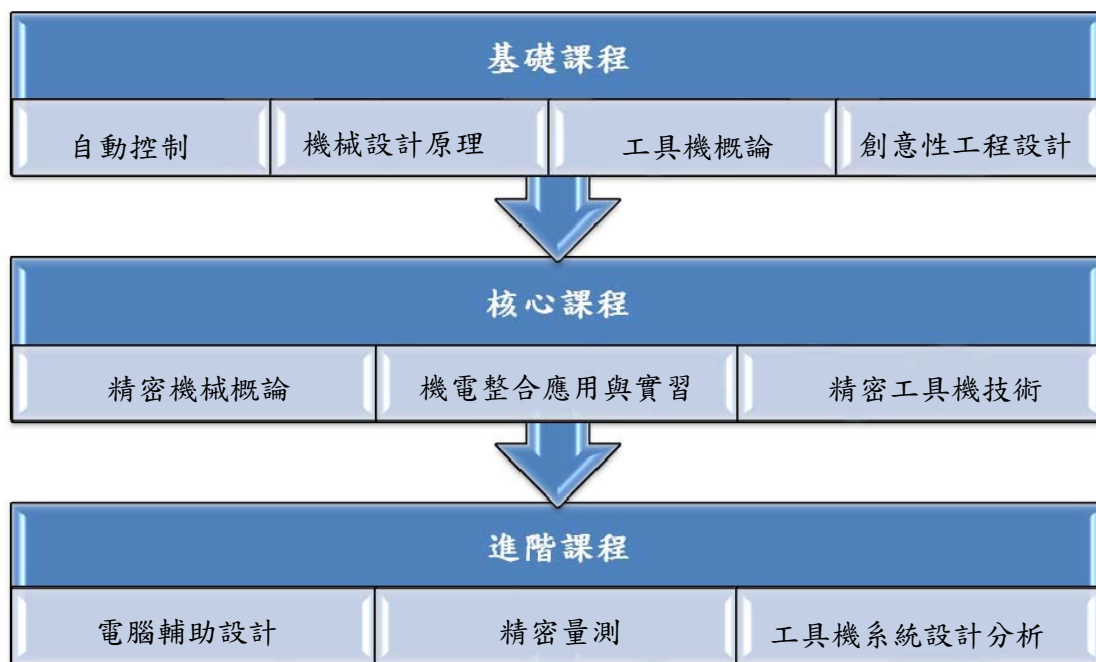 基礎課程
自動控制 機械設計原理 工具機概論 創意性工程設計
核心課程
精密機械概論 機電整合應用與實習 精密工具機技術
進階課程
電腦輔助設計 精密量測 工具機系統設計分析